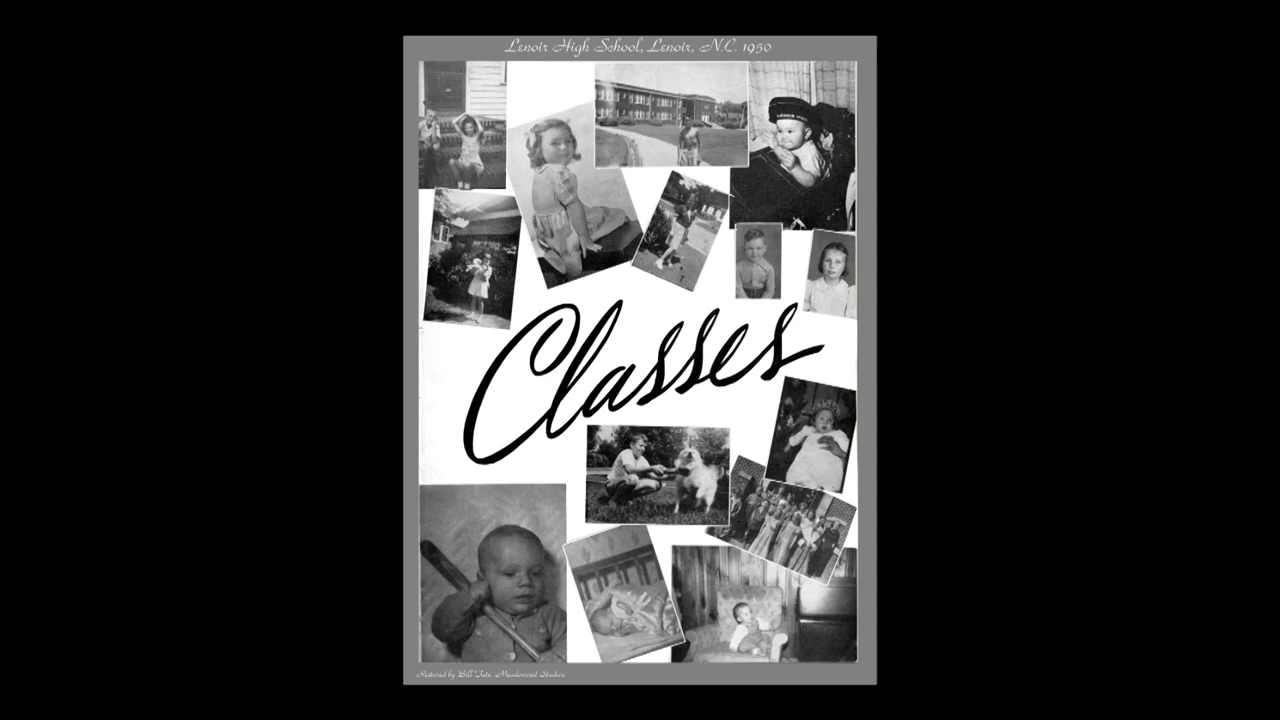 Lenoir High School, Lenoir, N.C. 1950
Classes
Restored by Bill Tate, Meadowood Studios